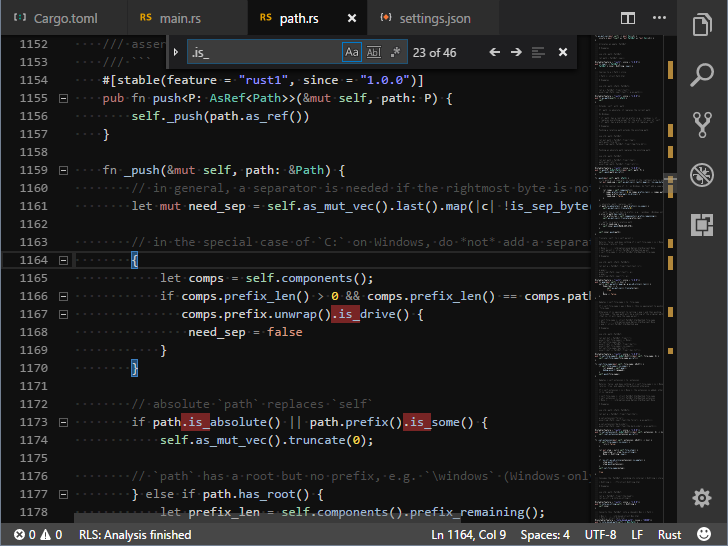 Cargo.toml
RS main.rs
RS path.rs
settings.json
.is_ Aa Abl .* 23 of 46
1152 /// asser
1153 /// ```
1154 #[stable(feature = "rust1", since = "1.0.0")]
1155 pub fn push<P: AsRef<Path>>(&mut self, path: P) {
1156 self._push(path.as_ref())
1157 }
1158
1159 fn _push(&mut self, path: &Path) {
1160 // in general, a separator is needed if the rightmost byte is no
1161 let mut need_sep = self.as_mut_vec().last().map(|c| !is_sep_byte
1162
1163 // in the special case of `C:` on Windows, do *not* add a separa
1164 {
1165 let comps = self.components();
1166 if comps.prefix_len() > 0 && comps.prefix_len() == comps.path
1167 comps.prefix.unwrap().is_drive() {
1168 need_sep = false
1169 }
1170 }
1171
1172 // absolute `path` replaces `self`
1173 if path.is_absolute() || path.prefix().is_some() {
1174 self.as_mut_vec().truncate(0);
1175
1176 // `path` has a root but no prefix, e.g. `\windows` (Windows onl
1177 } else if path.has_root() {
1178 let prefix_len = self.components().prefix_remaining();
0 0 RLS: Analysis finished Ln 1164, Col 9 Spaces: 4 UTF-8 LF Rust